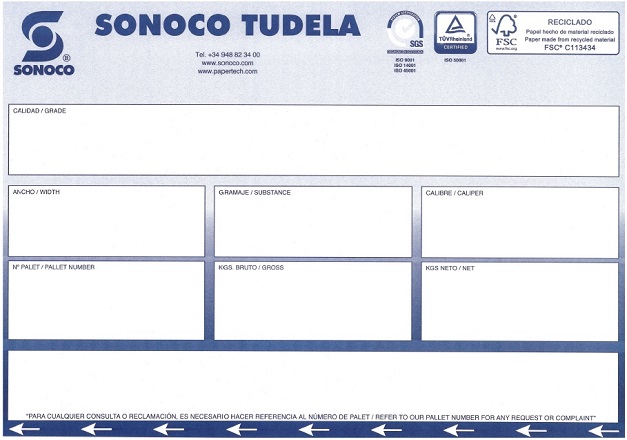 SONOCO TUDELA
SONOCO
®
Tel. +34 948 82 34 00
www.sonoco.com
www.papertech.com
SGS
ISO 9001
ISO 14001
ISO 45001
TÜVRheinland
CERTIFIED
ISO 50001
FSC
www.fsc.org
RECICLADO
Papel hecho de material reciclado
Paper made from recycled material
FSC® C113434
CALIDAD / GRADE
ANCHO / WIDTH
GRAMAJE / SUBSTANCE
CALIBRE / CALIPER
Nº PALET / PALLET NUMBER
KGS. BRUTO / GROSS
KGS NETO / NET
"PARA CUALQUIER CONSULTA O RECLAMACIÓN, ES NECESARIO HACER REFERENCIA AL NÚMERO DE PALET / REFER TO OUR PALLET NUMBER FOR ANY REQUEST OR COMPLAINT"